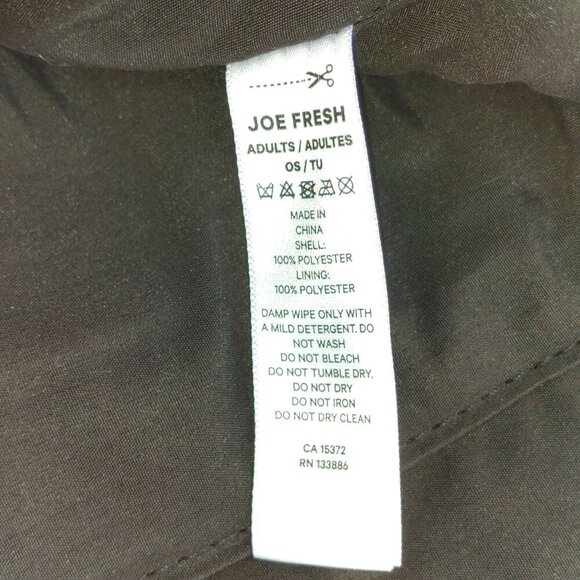 JOE FRESH
ADULTS / ADULTES
OS / TU
MADE IN
CHINA
SHELL:
100% POLYESTER
LINING:
100% POLYESTER
DAMP WIPE ONLY WITH
A MILD DETERGENT. DO
NOT WASH
DO NOT BLEACH
DO NOT TUMBLE DRY.
DO NOT DRY
DO NOT IRON
DO NOT DRY CLEAN
CA 15372
RN 133886